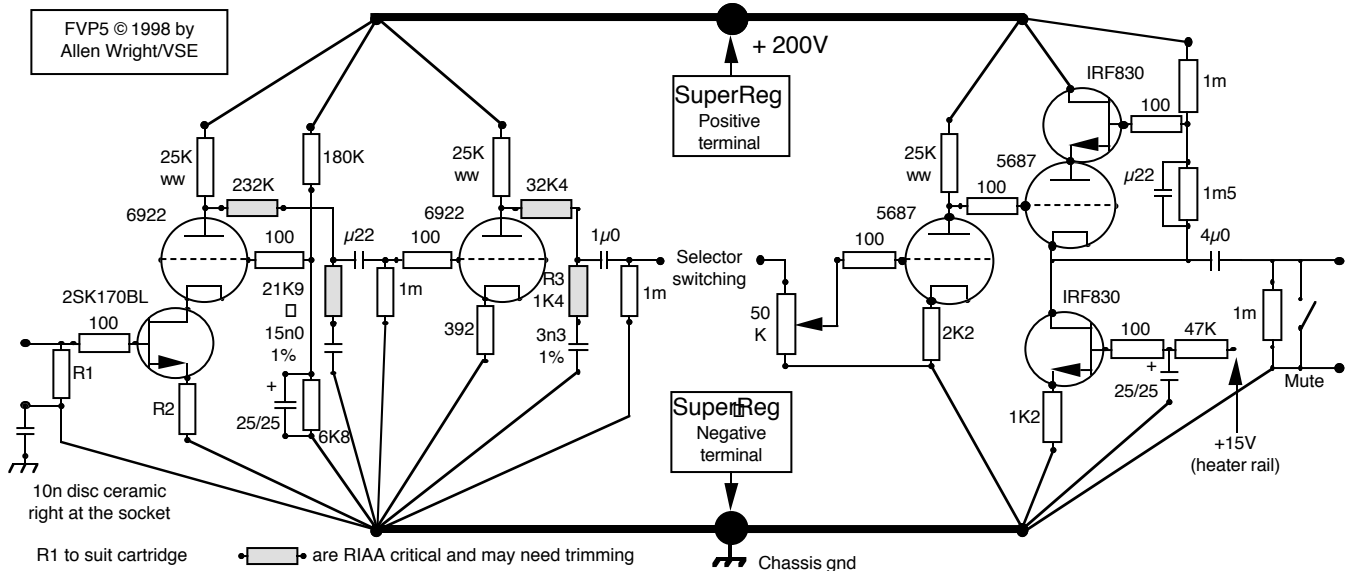 FVP5 © 1998 by
Allen Wright/VSE
+ 200V
SuperReg
Positive
terminal
IRF830
1m
100
25K
ww
180K
25K
ww
232K
32K4
6922
6922
100
µ22
100
1µ0
21K9
15n0
1%
1m
R3
1K4
3n3
1%
1m
392
2SK170BL
100
R1
R2
+
25/25
6K8
Selector
switching
25K
ww
100
5687
5687
µ22
1m5
100
50
K
2K2
4µ0
IRF830
100
47K
1m
+
25/25
1K2
Mute
+15V
(heater rail)
SuperReg
Negative
terminal
10n disc ceramic
right at the socket
R1 to suit cartridge
are RIAA critical and may need trimming
Chassis gnd